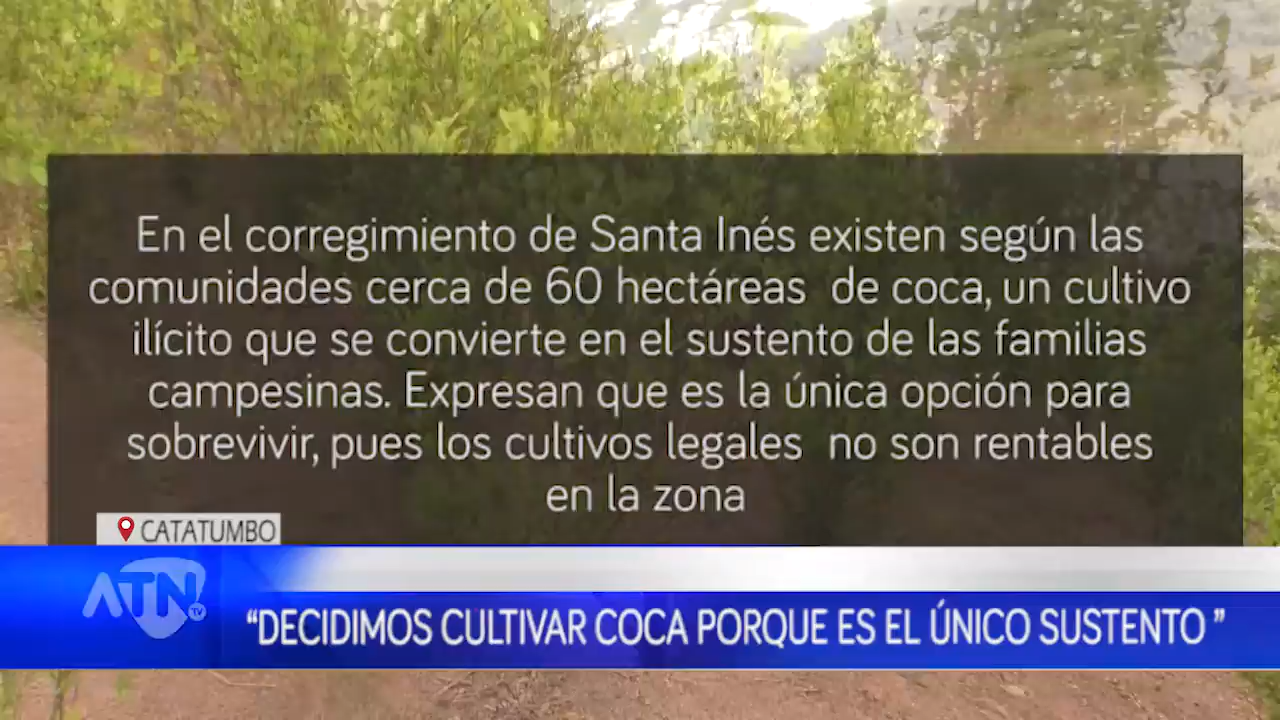 En el corregimiento de Santa Inés existen según las
comunidades cerca de 60 hectáreas de coca, un cultivo
ilícito que se convierte en el sustento de las familias
campesinas. Expresan que es la única opción para
sobrevivir, pues los cultivos legales no son rentables
en la zona
CATATUMBO
ATN TV
“DECIDIMOS CULTIVAR COCA PORQUE ES EL ÚNICO SUSTENTO ”